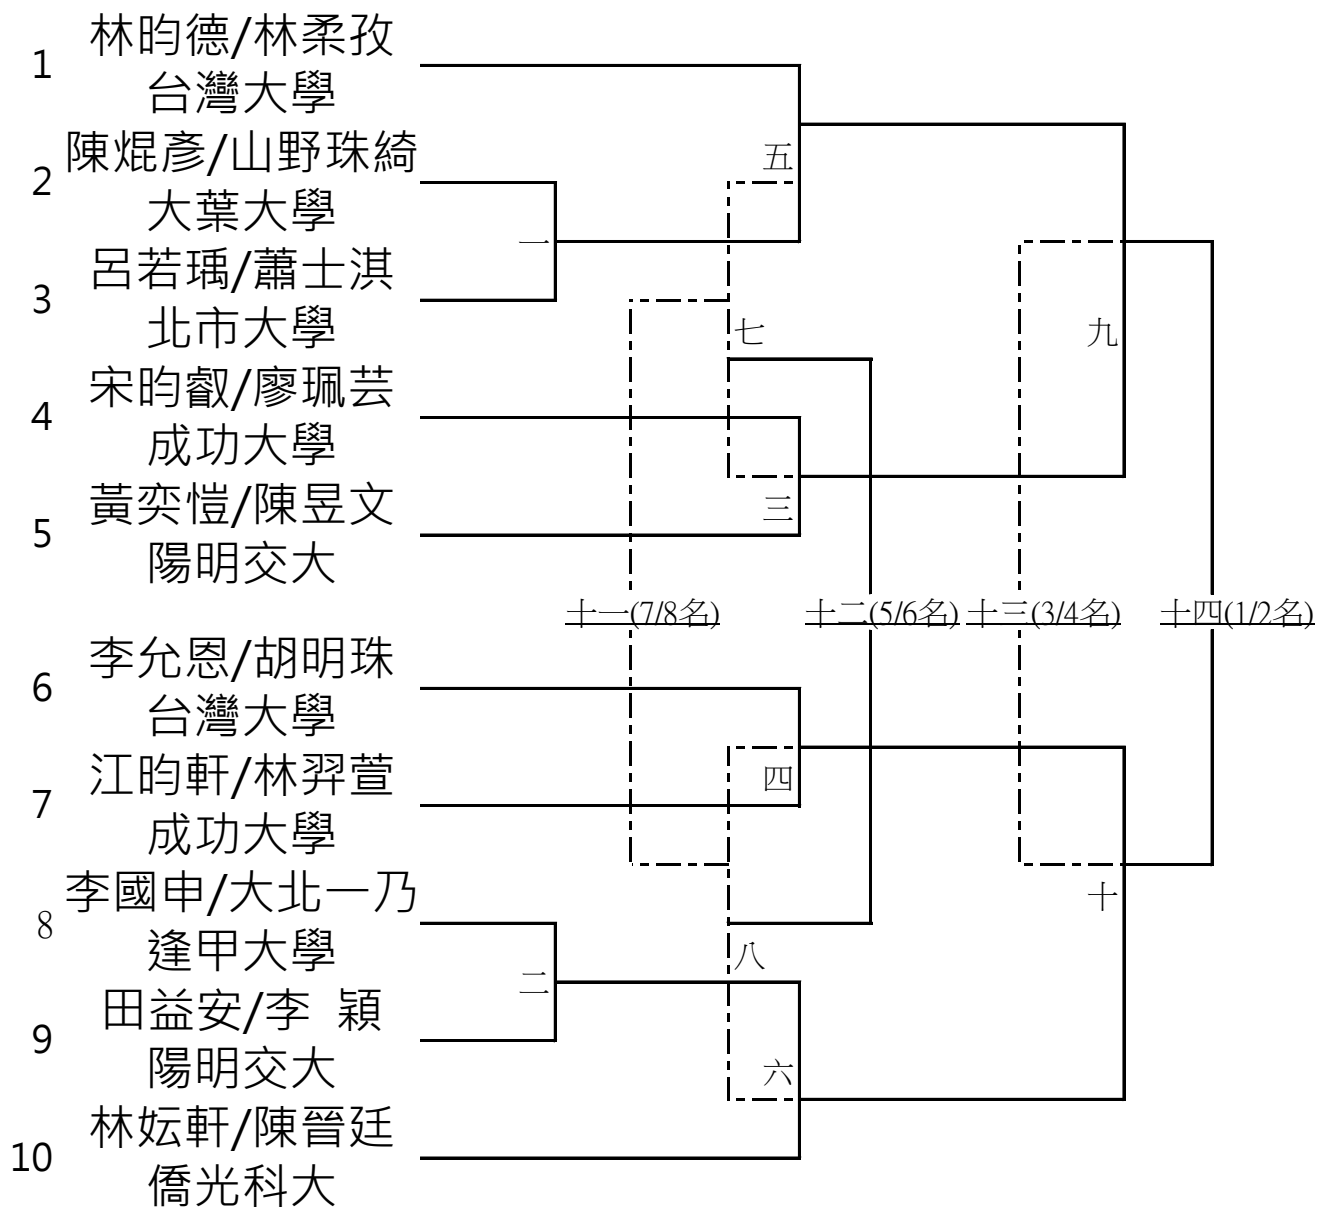 林昀德/林柔孜
1
台灣大學
陳焜彥/山野珠綺
五
2
大葉大學
一
呂若瑀/蕭士淇
3
北市大學
七
九
宋昀叡/廖珮芸
4
成功大學
黃奕愷/陳昱文
三
5
陽明交大
十一(7/8名)
十二(5/6名)
十三(3/4名)
十四(1/2名)
李允恩/胡明珠
6
台灣大學
江昀軒/林羿萱
四
7
成功大學
李國申/大北一乃
十
8
逢甲大學
八
二
田益安/李 穎
9
陽明交大
六
林妘軒/陳晉廷
10
僑光科大